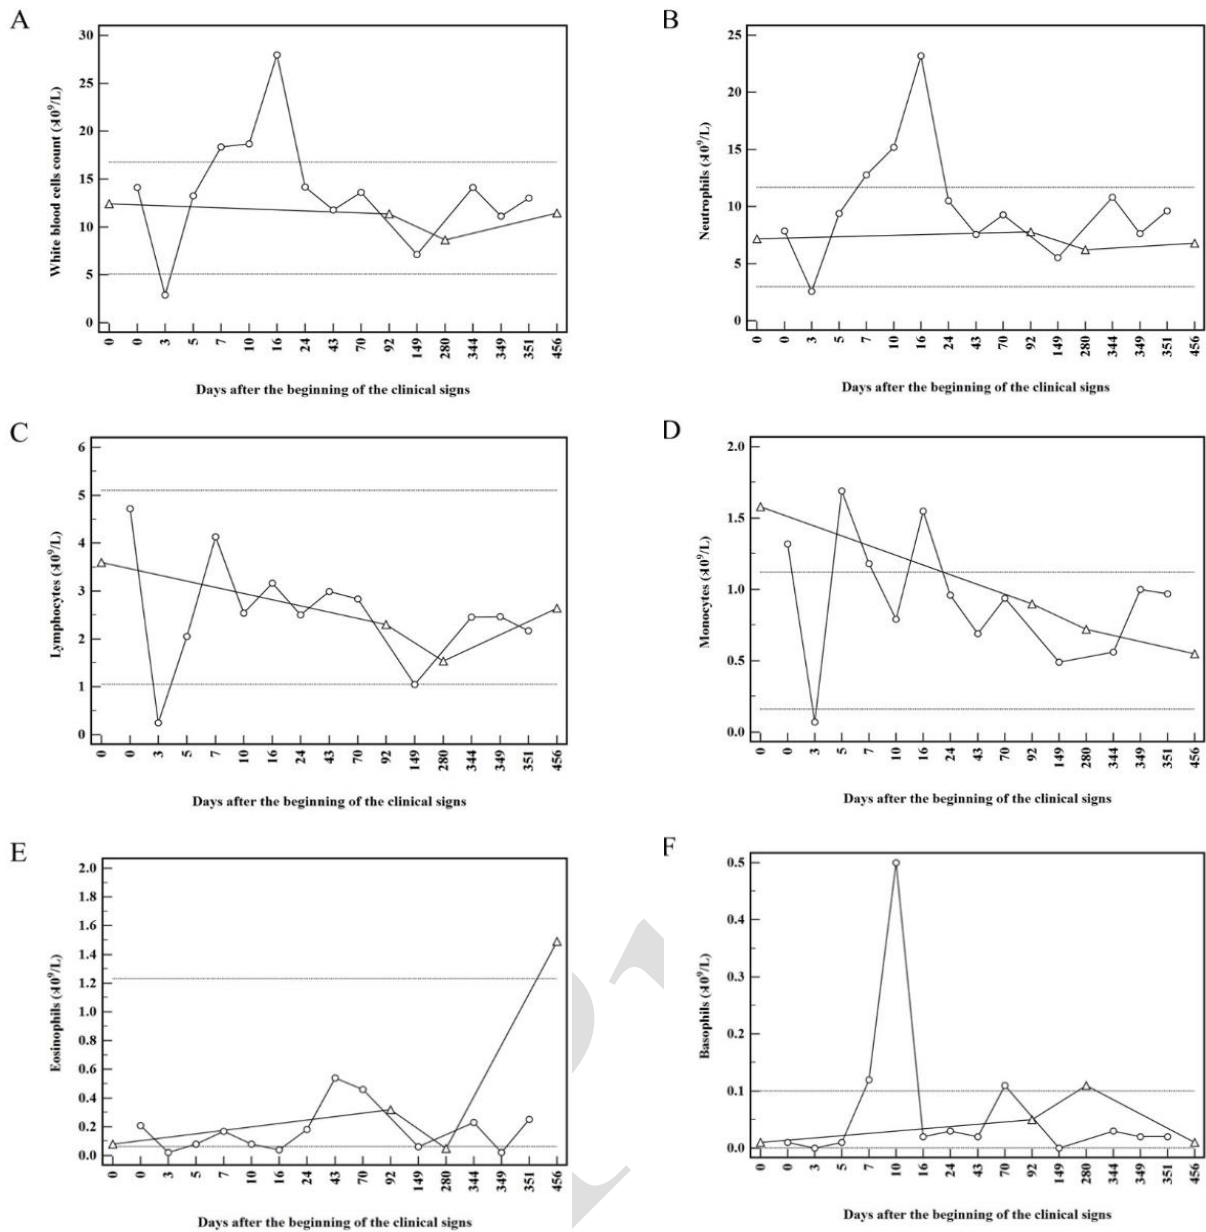 A
White blood cells count (×10⁹/L)
30
25
20
15
10
5
0
0 0 3 5 7 10 16 24 43 70 92 149 280 344 349 351 456
Days after the beginning of the clinical signs
B
Neutrophils (×10⁹/L)
25
20
15
10
5
0
0 0 3 5 7 10 16 24 43 70 92 149 280 344 349 351 456
Days after the beginning of the clinical signs
C
Lymphocytes (×10⁹/L)
6
5
4
3
2
1
0
0 0 3 5 7 10 16 24 43 70 92 149 280 344 349 351 456
Days after the beginning of the clinical signs
D
Monocytes (×10⁹/L)
2.0
1.5
1.0
0.5
0.0
0 0 3 5 7 10 16 24 43 70 92 149 280 344 349 351 456
Days after the beginning of the clinical signs
E
Eosinophils (×10⁹/L)
2.0
1.8
1.6
1.4
1.2
1.0
0.8
0.6
0.4
0.2
0.0
0 0 3 5 7 10 16 24 43 70 92 149 280 344 349 351 456
Days after the beginning of the clinical signs
F
Basophils (×10⁹/L)
0.5
0.4
0.3
0.2
0.1
0.0
0 0 3 5 7 10 16 24 43 70 92 149 280 344 349 351 456
Days after the beginning of the clinical signs